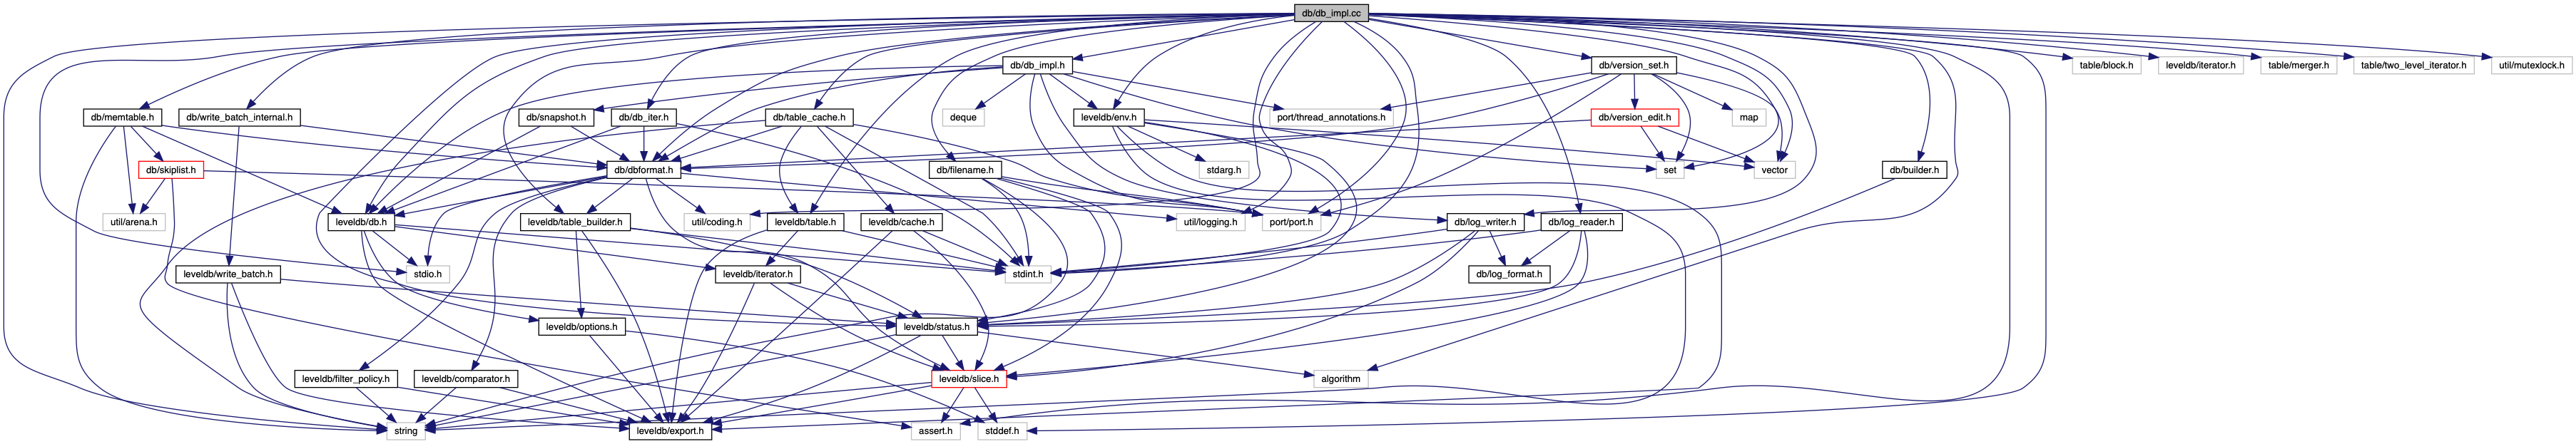 db/db_impl.cc
db/db_impl.h
db/version_set.h
table/block.h
leveldb/iterator.h
table/merger.h
table/two_level_iterator.h
util/mutexlock.h
db/memtable.h
db/write_batch_internal.h
db/snapshot.h
db/db_iter.h
db/table_cache.h
deque
leveldb/env.h
port/thread_annotations.h
db/version_edit.h
map
db/skiplist.h
db/dbformat.h
db/filename.h
stdarg.h
set
vector
db/builder.h
util/arena.h
leveldb/db.h
leveldb/table_builder.h
util/coding.h
leveldb/table.h
leveldb/cache.h
util/logging.h
port/port.h
db/log_writer.h
db/log_reader.h
leveldb/write_batch.h
stdio.h
leveldb/iterator.h
stdint.h
db/log_format.h
leveldb/options.h
leveldb/status.h
leveldb/filter_policy.h
leveldb/comparator.h
leveldb/slice.h
algorithm
string
leveldb/export.h
assert.h
stddef.h